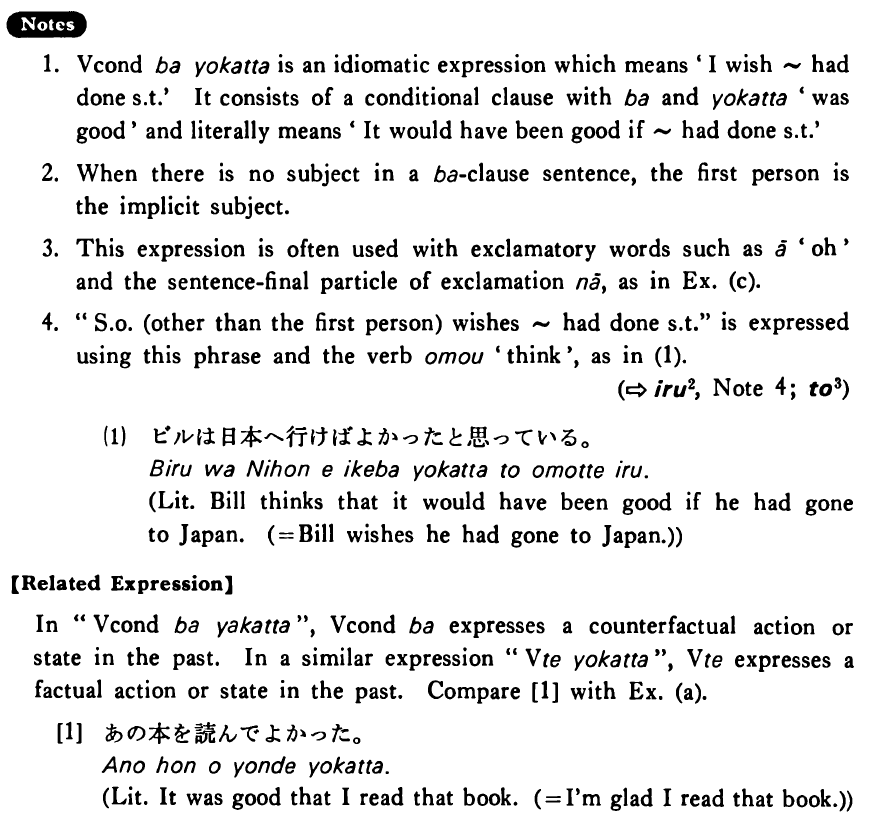 Notes
1. Vcond ba yokatta is an idiomatic expression which means ‘I wish ~ had
done s.t.’ It consists of a conditional clause with ba and yokatta ‘was
good’ and literally means ‘It would have been good if ~ had done s.t.’
2. When there is no subject in a ba-clause sentence, the first person is
the implicit subject.
3. This expression is often used with exclamatory words such as ā ‘oh’
and the sentence-final particle of exclamation nā, as in Ex. (c).
4. “S.o. (other than the first person) wishes ~ had done s.t.” is expressed
using this phrase and the verb omou ‘think’, as in (1).
(⇨ iru², Note 4; to³)
(1) ビルは日本へ行けばよかったと思っている。
Biru wa Nihon e ikeba yokatta to omotte iru.
(Lit. Bill thinks that it would have been good if he had gone
to Japan. (=Bill wishes he had gone to Japan.))
【Related Expression】
In “Vcond ba yakatta”, Vcond ba expresses a counterfactual action or
state in the past. In a similar expression “Vte yokatta”, Vte expresses a
factual action or state in the past. Compare [1] with Ex. (a).
[1] あの本を読んでよかった。
Ano hon o yonde yokatta.
(Lit. It was good that I read that book. (=I'm glad I read that book.))